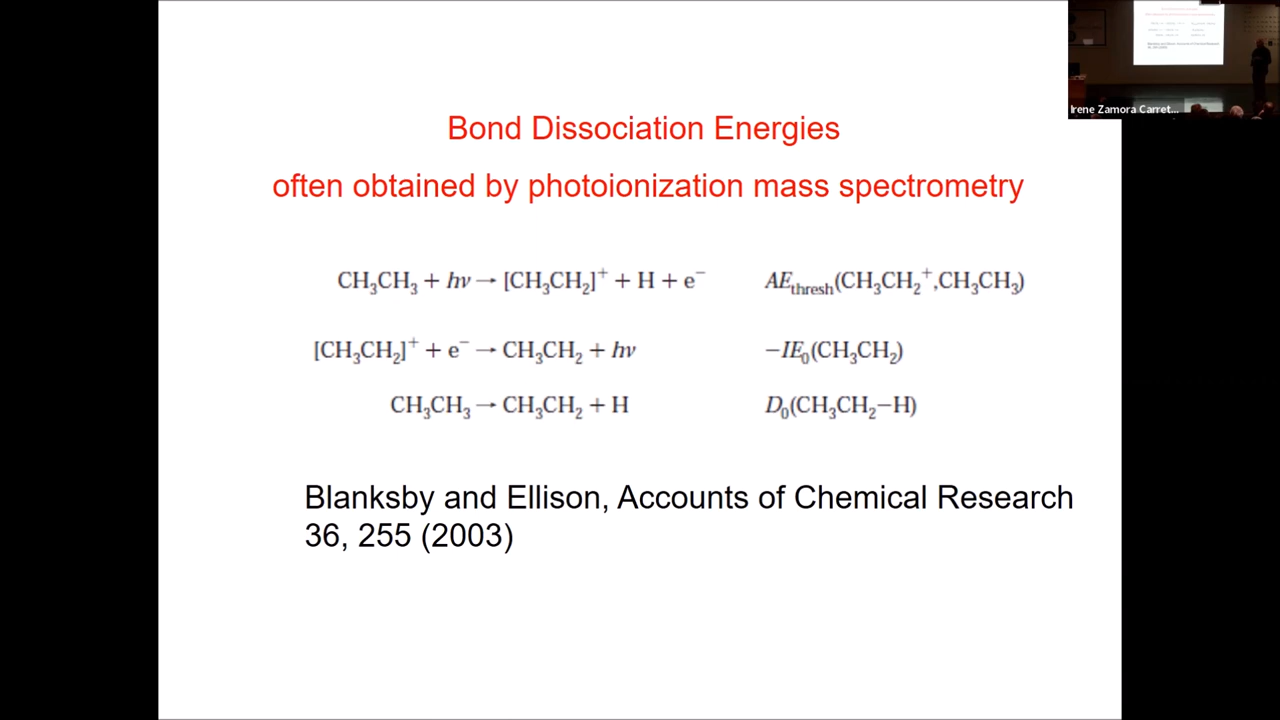 Bond Dissociation Energies
often obtained by photoionization mass spectrometry
CH₃CH₃ + hν → [CH₃CH₂]⁺ + H + e⁻ AE_thresh(CH₃CH₂⁺,CH₃CH₃)
[CH₃CH₂]⁺ + e⁻ → CH₃CH₂ + hν −IE₀(CH₃CH₂)
CH₃CH₃ → CH₃CH₂ + H D₀(CH₃CH₂−H)
Blanksby and Ellison, Accounts of Chemical Research
36, 255 (2003)
Irene Zamora Carret...